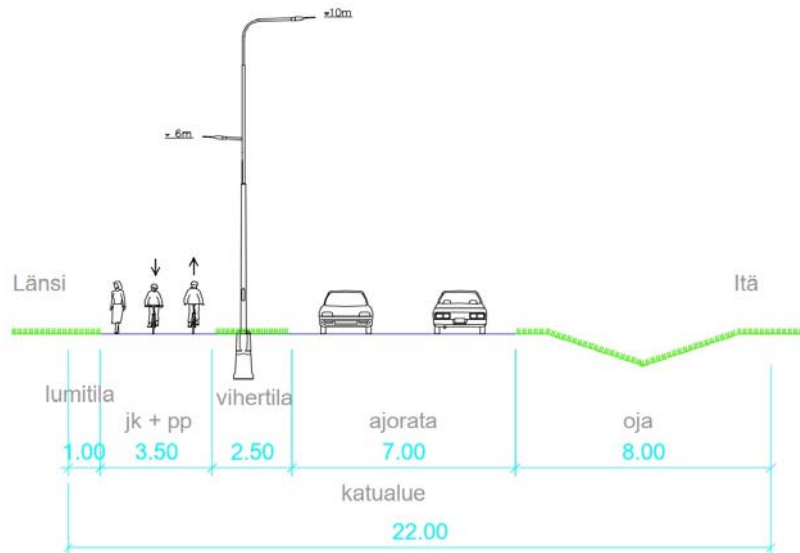 10m
6m
Länsi
Itä
lumitila
vihertila
jk + pp
ajorata
oja
1.00
3.50
2.50
7.00
8.00
katualue
22.00